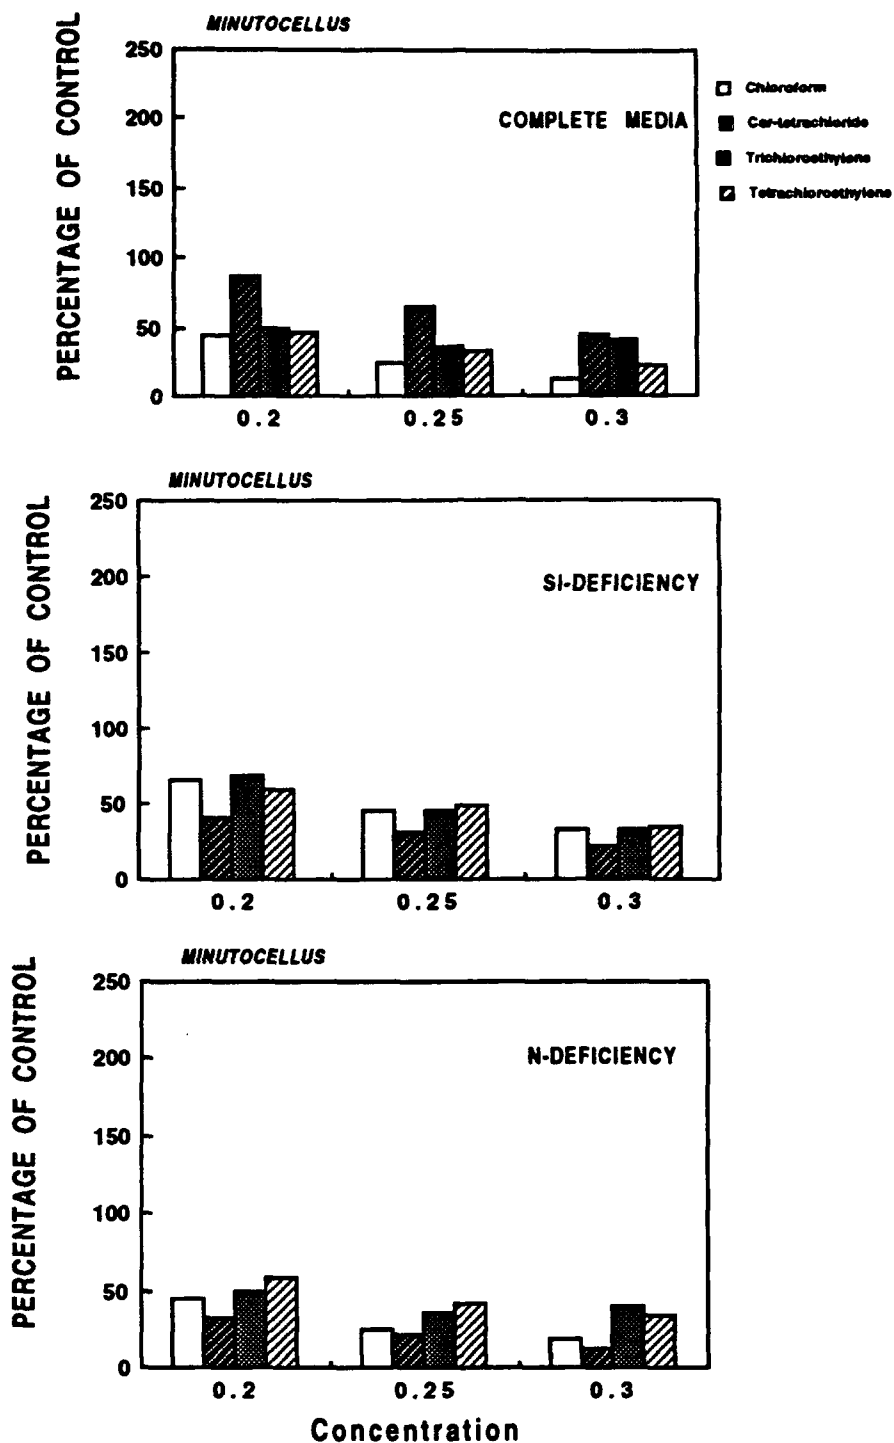 MINUTOCELLUS
PERCENTAGE OF CONTROL
250
200
150
100
50
0
COMPLETE MEDIA
Chloroform
Car-tetrachloride
Trichloroethylene
Tetrachloroethylene
0.2 0.25 0.3
MINUTOCELLUS
PERCENTAGE OF CONTROL
250
200
150
100
50
0
SI-DEFICIENCY
0.2 0.25 0.3
MINUTOCELLUS
PERCENTAGE OF CONTROL
250
200
150
100
50
0
N-DEFICIENCY
0.2 0.25 0.3
Concentration